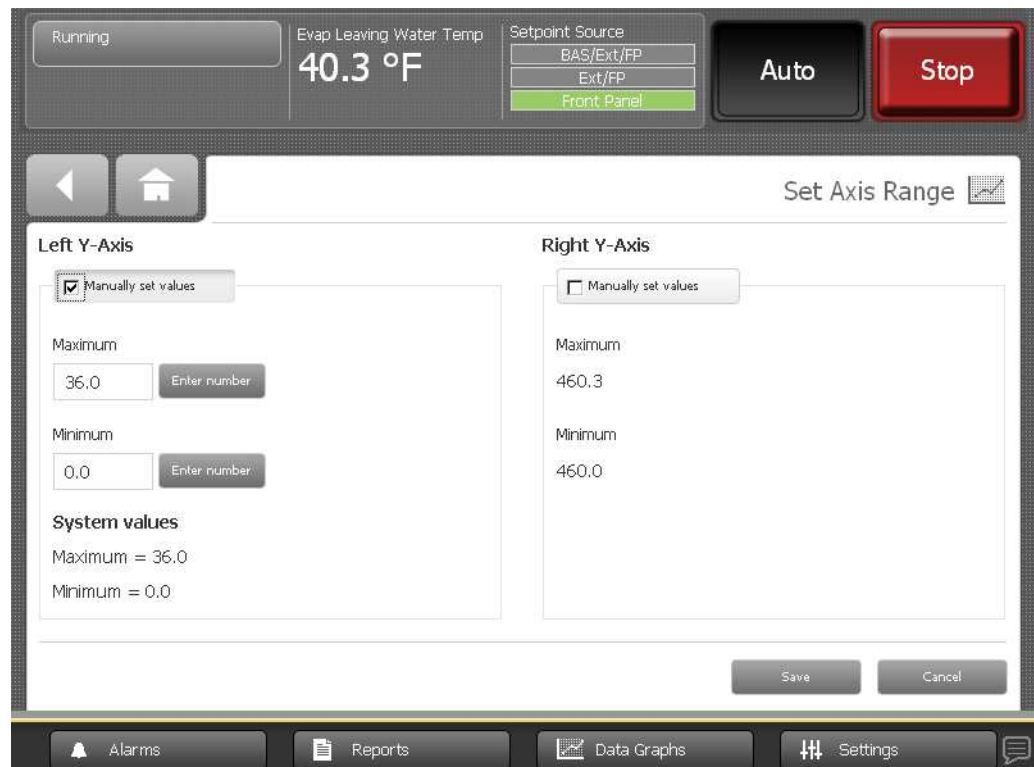 Running
Evap Leaving Water Temp
40.3 °F
Setpoint Source
BAS/Ext/FP
Ext/FP
Front Panel
Auto
Stop
Set Axis Range
Left Y-Axis
Manually set values
Maximum
36.0
Enter number
Minimum
0.0
Enter number
System values
Maximum = 36.0
Minimum = 0.0
Right Y-Axis
Manually set values
Maximum
460.3
Minimum
460.0
Save
Cancel
Alarms
Reports
Data Graphs
Settings